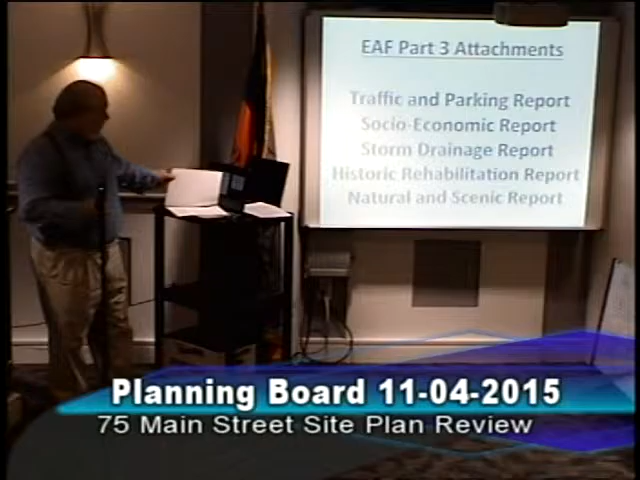 EAF Part 3 Attachments
Traffic and Parking Report
Socio-Economic Report
Storm Drainage Report
Historic Rehabilitation Report
Natural and Scenic Report
Planning Board 11-04-2015
75 Main Street Site Plan Review